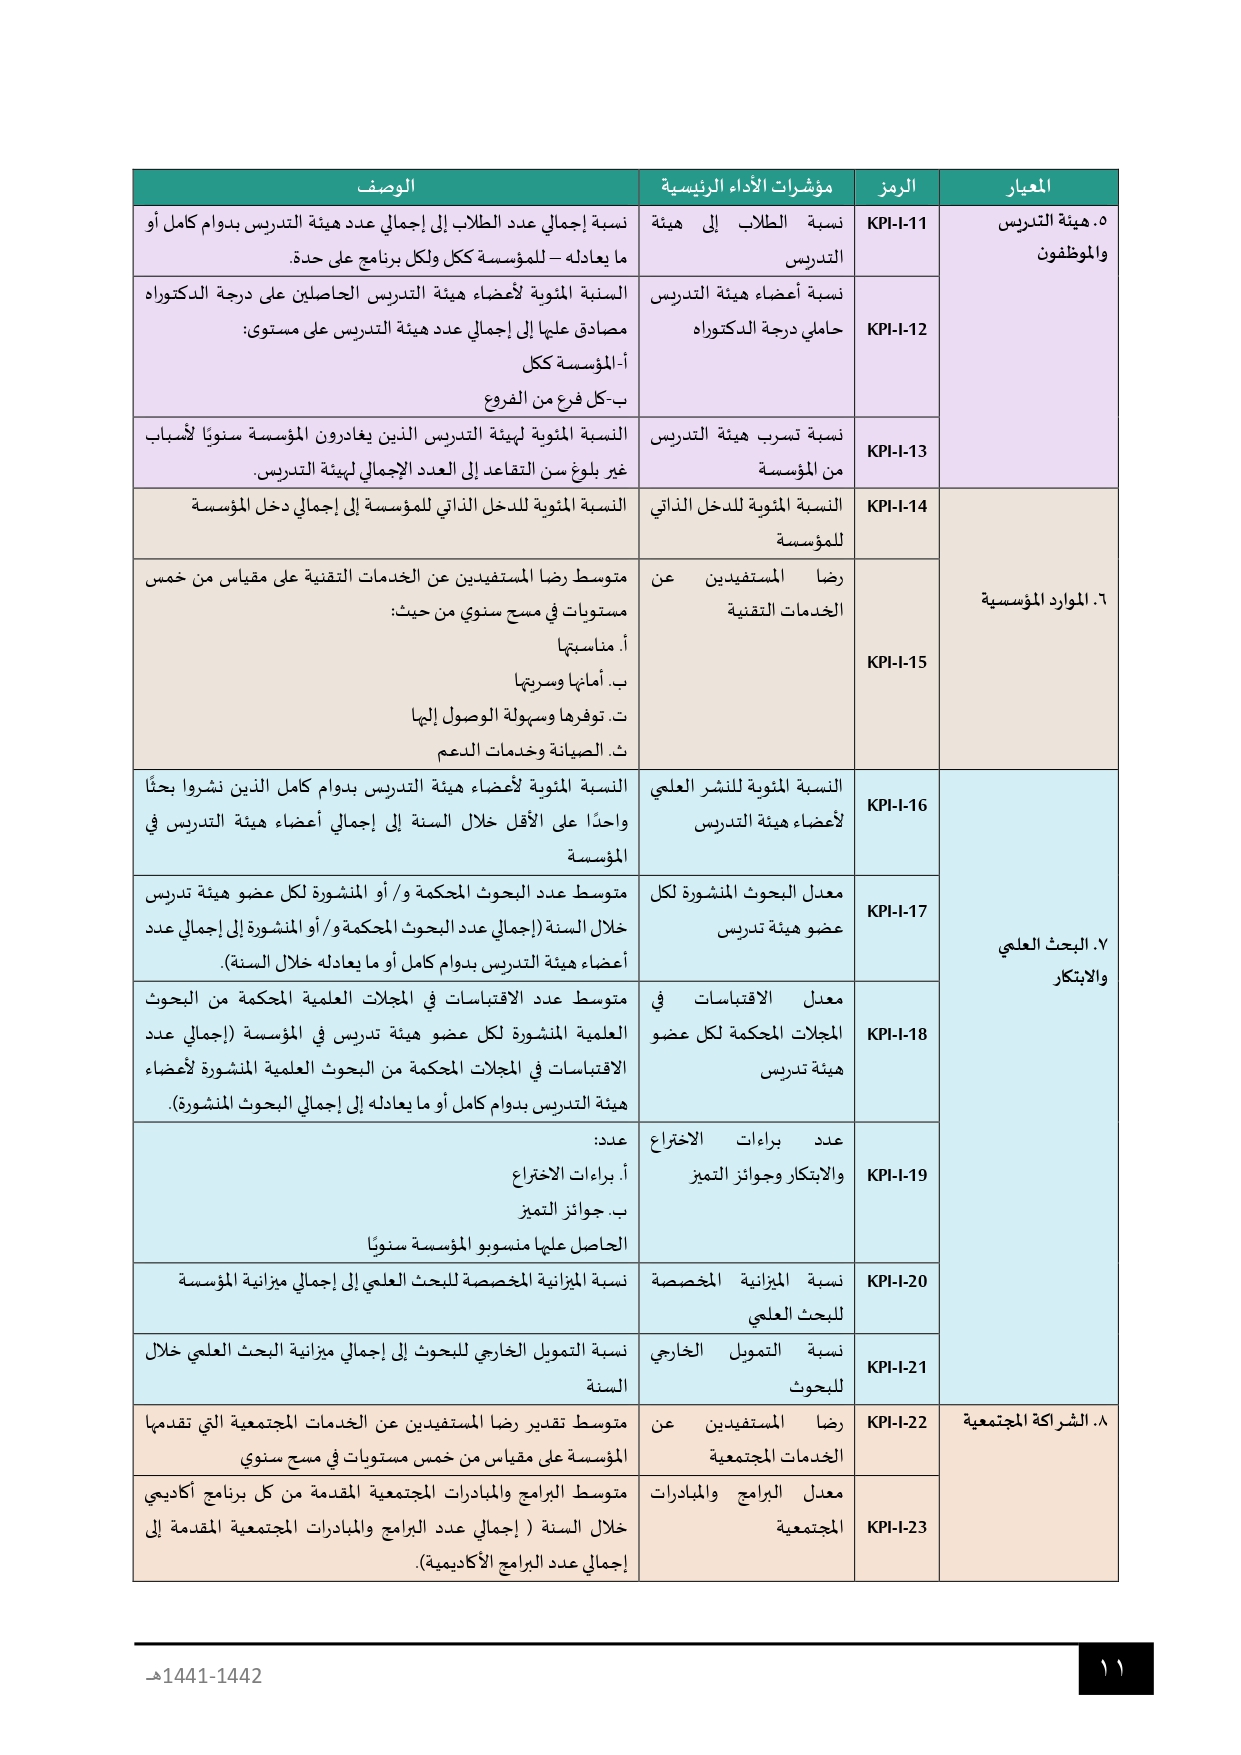 المعيار الرمز مؤشرات الأداء الرئيسية الوصف
٥. هيئة التدريس
والموظفون
KPI-I-11
نسبة الطلاب إلى هيئة
التدريس
نسبة إجمالي عدد الطلاب إلى إجمالي عدد هيئة التدريس بدوام كامل أو
ما يعادله – للمؤسسة ككل ولكل برنامج على حدة.
KPI-I-12
نسبة أعضاء هيئة التدريس
حاملي درجة الدكتوراه
السنبة المئوية لأعضاء هيئة التدريس الحاصلين على درجة الدكتوراه
مصادق عليها إلى إجمالي عدد هيئة التدريس على مستوى:
أ-المؤسسة ككل
ب-كل فرع من الفروع
KPI-I-13
نسبة تسرب هيئة التدريس
من المؤسسة
النسبة المئوية لهيئة التدريس الذين يغادرون المؤسسة سنويًا لأسباب
غير بلوغ سن التقاعد إلى العدد الإجمالي لهيئة التدريس.
٦. الموارد المؤسسية
KPI-I-14
النسبة المئوية للدخل الذاتي
للمؤسسة
النسبة المئوية للدخل الذاتي للمؤسسة إلى إجمالي دخل المؤسسة
KPI-I-15
رضا المستفيدين عن
الخدمات التقنية
متوسط رضا المستفيدين عن الخدمات التقنية على مقياس من خمس
مستويات في مسح سنوي من حيث:
أ. مناسبتها
ب. أمانها وسريتها
ت. توفرها وسهولة الوصول إليها
ث. الصيانة وخدمات الدعم
٧. البحث العلمي
والابتكار
KPI-I-16
النسبة المئوية للنشر العلمي
لأعضاء هيئة التدريس
النسبة المئوية لأعضاء هيئة التدريس بدوام كامل الذين نشروا بحثًا
واحدًا على الأقل خلال السنة إلى إجمالي أعضاء هيئة التدريس في
المؤسسة
KPI-I-17
معدل البحوث المنشورة لكل
عضو هيئة تدريس
متوسط عدد البحوث المحكمة و/ أو المنشورة لكل عضو هيئة تدريس
خلال السنة (إجمالي عدد البحوث المحكمة و/ أو المنشورة إلى إجمالي عدد
أعضاء هيئة التدريس بدوام كامل أو ما يعادله خلال السنة).
KPI-I-18
معدل الاقتباسات في
المجلات المحكمة لكل عضو
هيئة تدريس
متوسط عدد الاقتباسات في المجلات العلمية المحكمة من البحوث
العلمية المنشورة لكل عضو هيئة تدريس في المؤسسة (إجمالي عدد
الاقتباسات في المجلات المحكمة من البحوث العلمية المنشورة لأعضاء
هيئة التدريس بدوام كامل أو ما يعادله إلى إجمالي البحوث المنشورة).
KPI-I-19
عدد براءات الاختراع
والابتكار وجوائز التميز
عدد:
أ. براءات الاختراع
ب. جوائز التميز
الحاصل عليها منسوبو المؤسسة سنويًا
KPI-I-20
نسبة الميزانية المخصصة
للبحث العلمي
نسبة الميزانية المخصصة للبحث العلمي إلى إجمالي ميزانية المؤسسة
KPI-I-21
نسبة التمويل الخارجي
للبحوث
نسبة التمويل الخارجي للبحوث إلى إجمالي ميزانية البحث العلمي خلال
السنة
٨. الشراكة المجتمعية
KPI-I-22
رضا المستفيدين عن
الخدمات المجتمعية
متوسط تقدير رضا المستفيدين عن الخدمات المجتمعية التي تقدمها
المؤسسة على مقياس من خمس مستويات في مسح سنوي
KPI-I-23
معدل البرامج والمبادرات
المجتمعية
متوسط البرامج والمبادرات المجتمعية المقدمة من كل برنامج أكاديمي
خلال السنة ( إجمالي عدد البرامج والمبادرات المجتمعية المقدمة إلى
إجمالي عدد البرامج الأكاديمية).
١١
1441-1442هـ